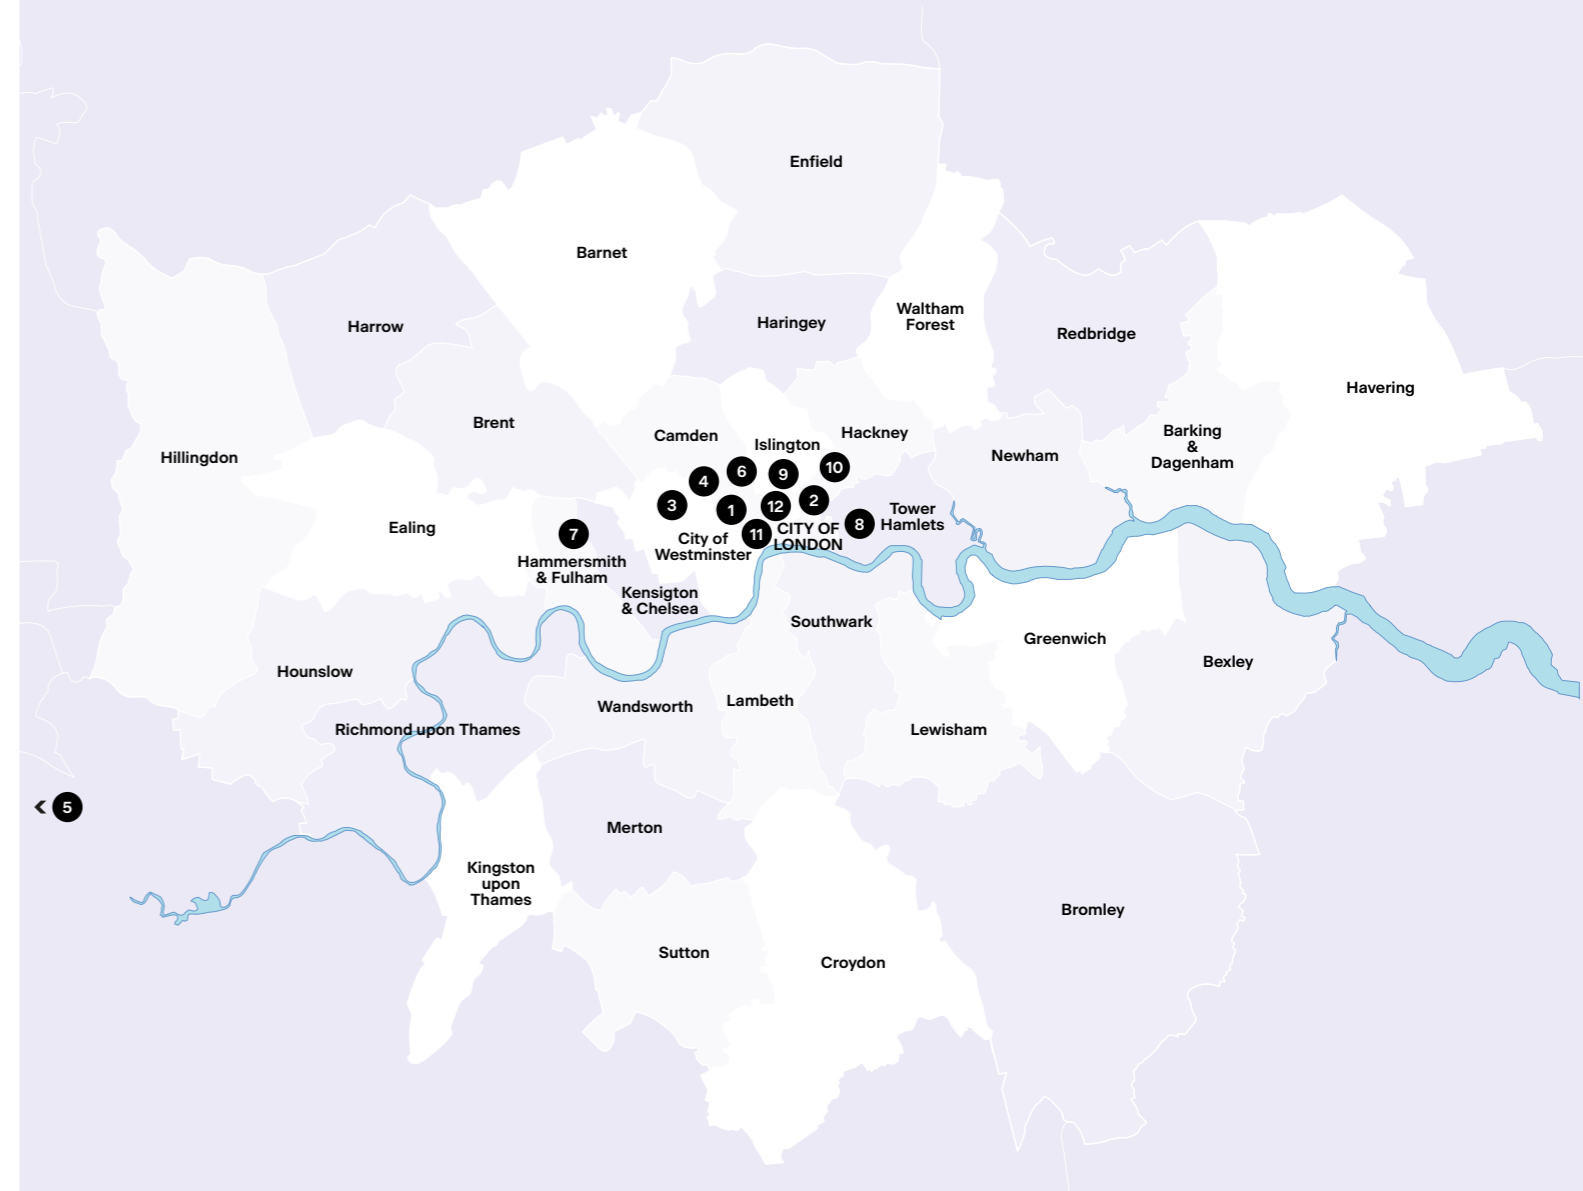 Enfield
Barnet
Waltham
Forest
Haringey
Harrow
Redbridge
Havering
Brent
Camden
Islington
Hackney
Barking
&
Dagenham
Newham
Hillingdon
6
9
10
4
3
1
12
2
8
Tower
Hamlets
Ealing
7
11
CITY OF
LONDON
City of
Westminster
Hammersmith
& Fulham
Kensigton
& Chelsea
Southwark
Greenwich
Bexley
Hounslow
Wandsworth
Lambeth
Richmond upon Thames
Lewisham
< 5
Merton
Kingston
upon
Thames
Bromley
Sutton
Croydon